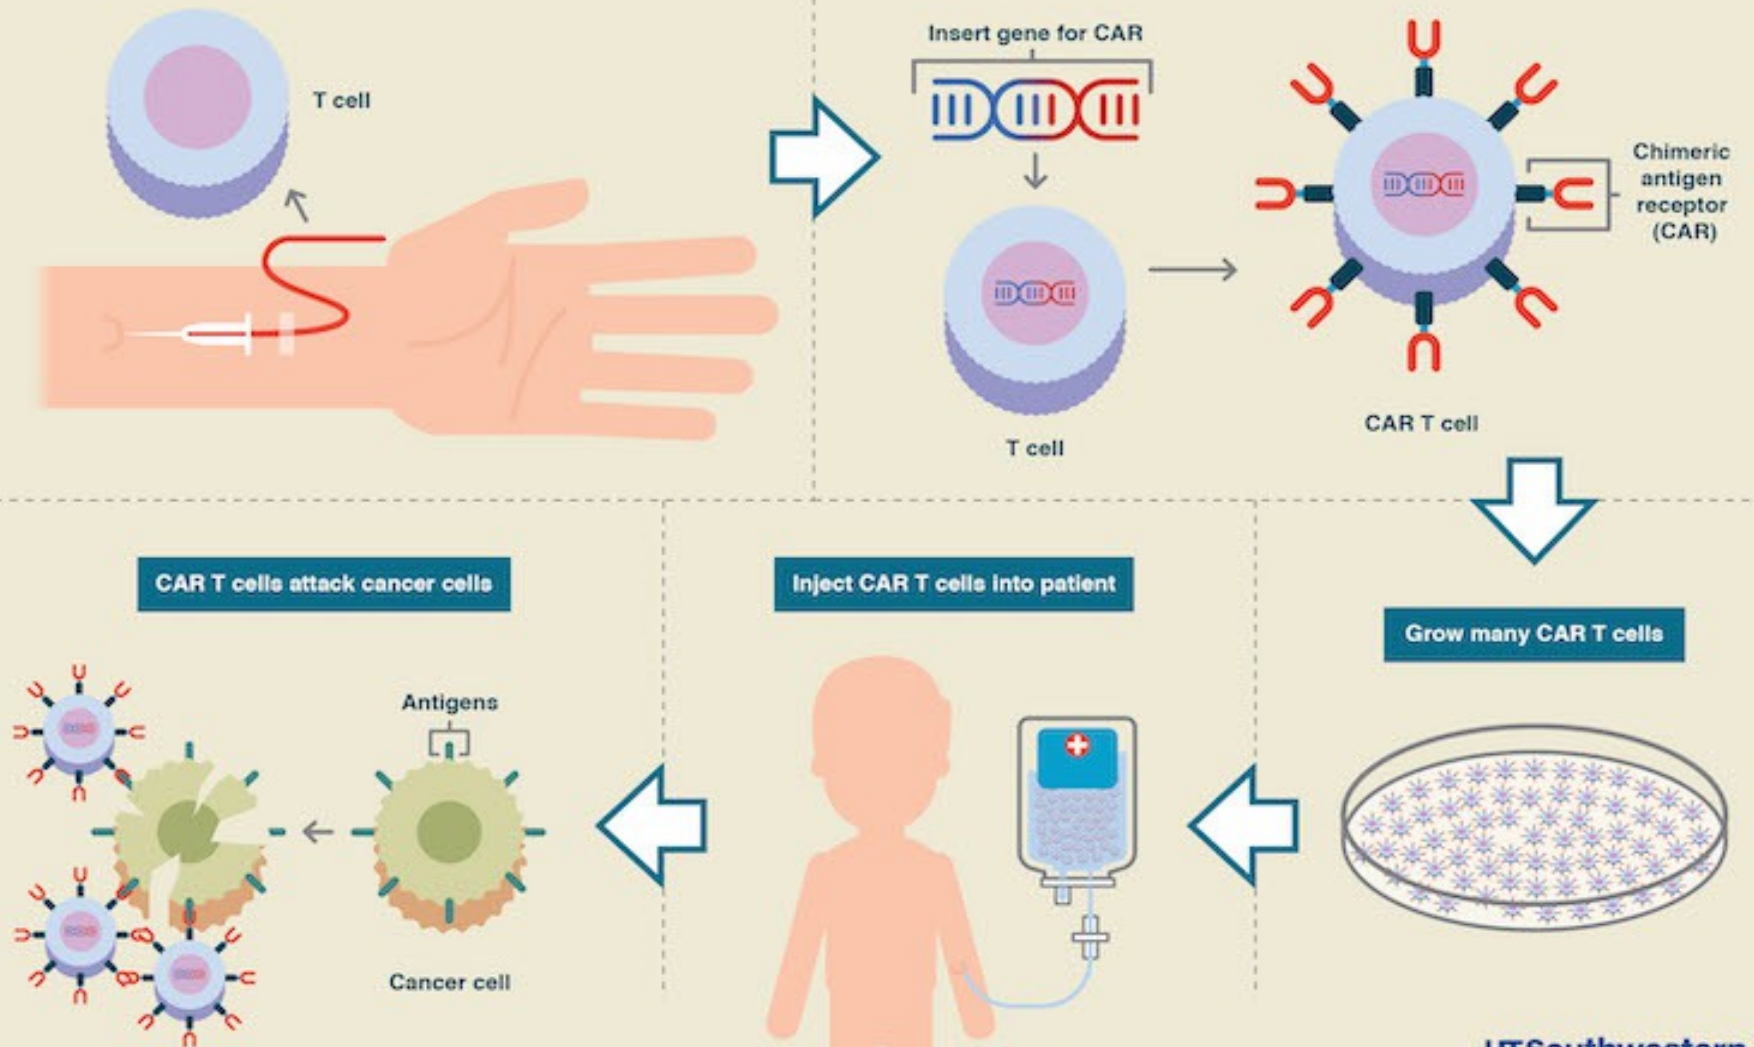 T cell
Insert gene for CAR
T cell
Chimeric
antigen
receptor
(CAR)
CAR T cell
Grow many CAR T cells
Inject CAR T cells into patient
CAR T cells attack cancer cells
Antigens
Cancer cell
UTSouthwestern